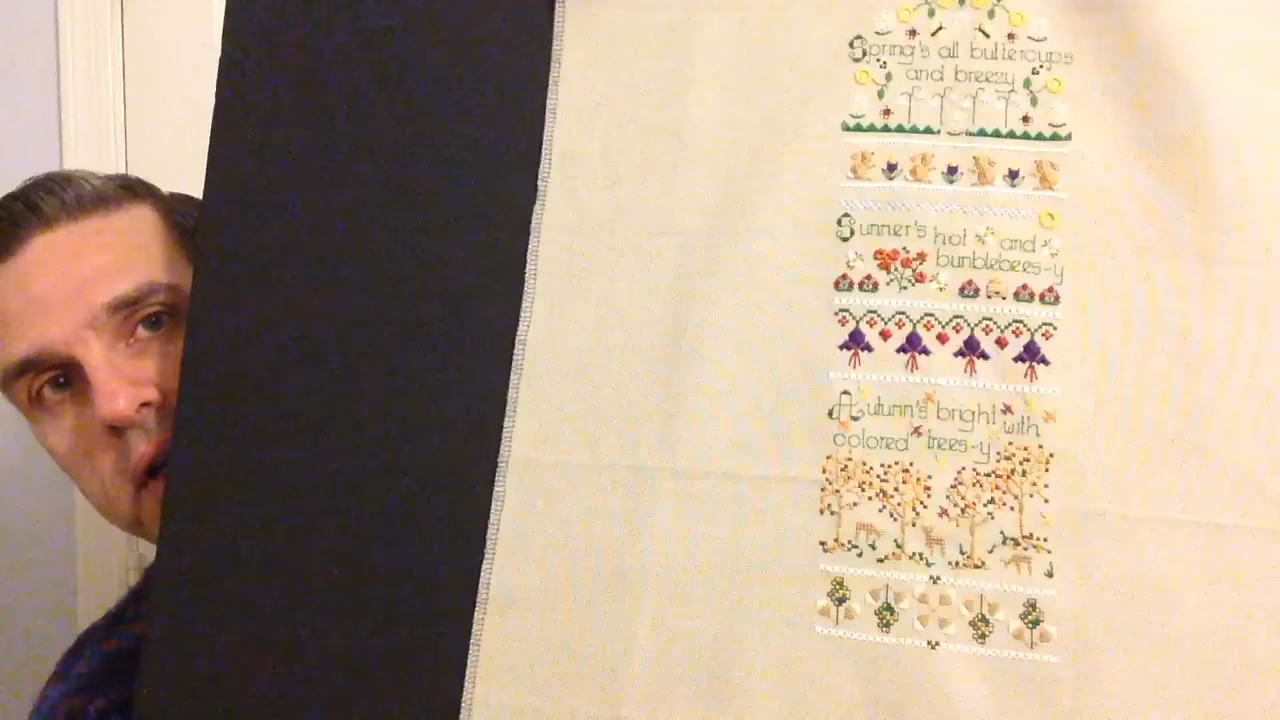 Spring's all buttercups
and breezy
Summer's hot and
bumblebees-y
Autumn's bright with
colored trees-y